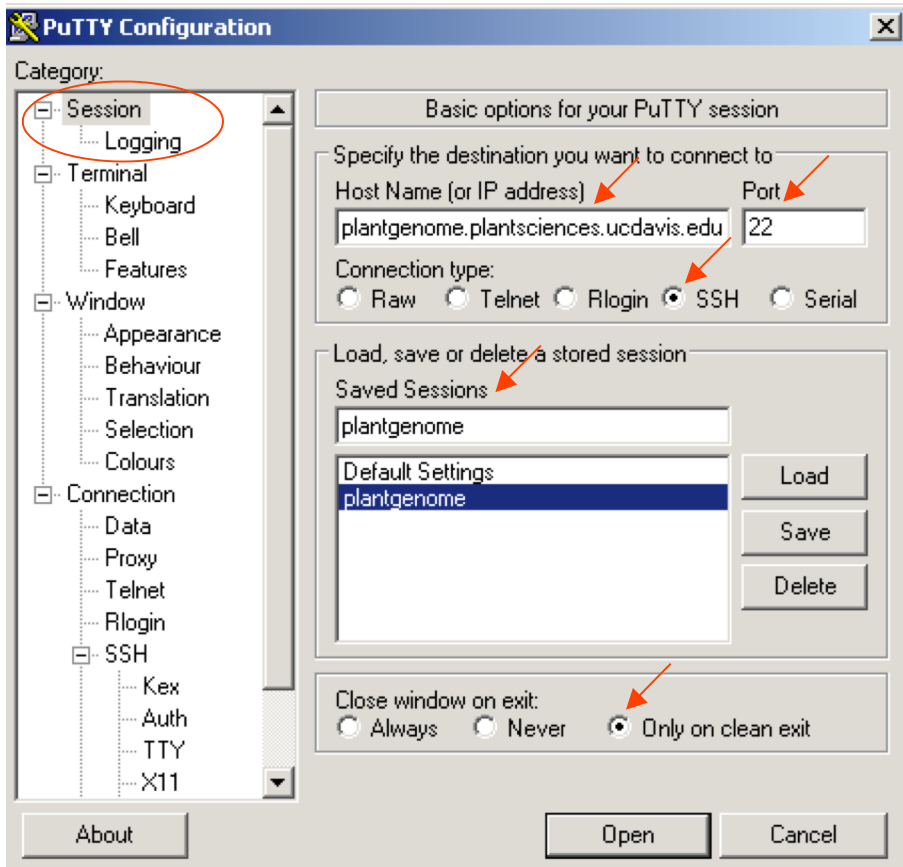 PuTTY Configuration
Category:
Session
Logging
Terminal
Keyboard
Bell
Features
Window
Appearance
Behaviour
Translation
Selection
Colours
Connection
Data
Proxy
Telnet
Rlogin
SSH
Kex
Auth
TTY
X11
Basic options for your PuTTY session
Specify the destination you want to connect to
Host Name (or IP address) Port
plantgenome.plantsciences.ucdavis.edu 22
Connection type:
Raw Telnet Rlogin SSH Serial
Load, save or delete a stored session
Saved Sessions
plantgenome
Default Settings
plantgenome
Load
Save
Delete
Close window on exit:
Always Never Only on clean exit
About Open Cancel